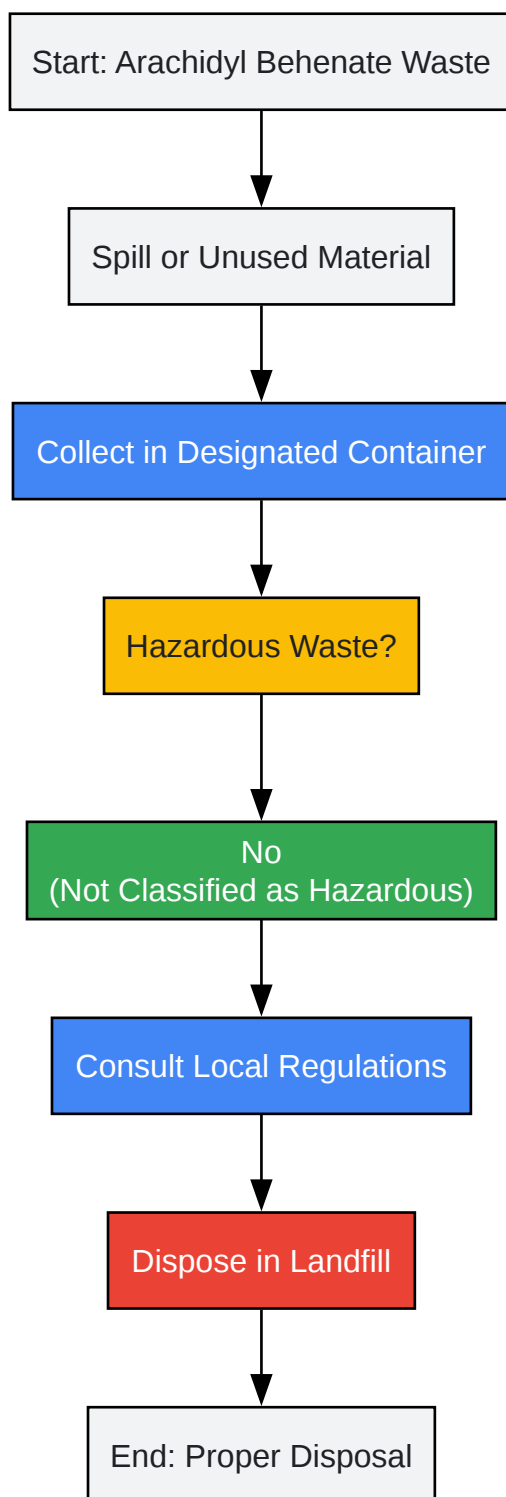 Start: Arachidyl Behenate Waste
Spill or Unused Material
Collect in Designated Container
Hazardous Waste?
No
(Not Classified as Hazardous)
Consult Local Regulations
Dispose in Landfill
End: Proper Disposal